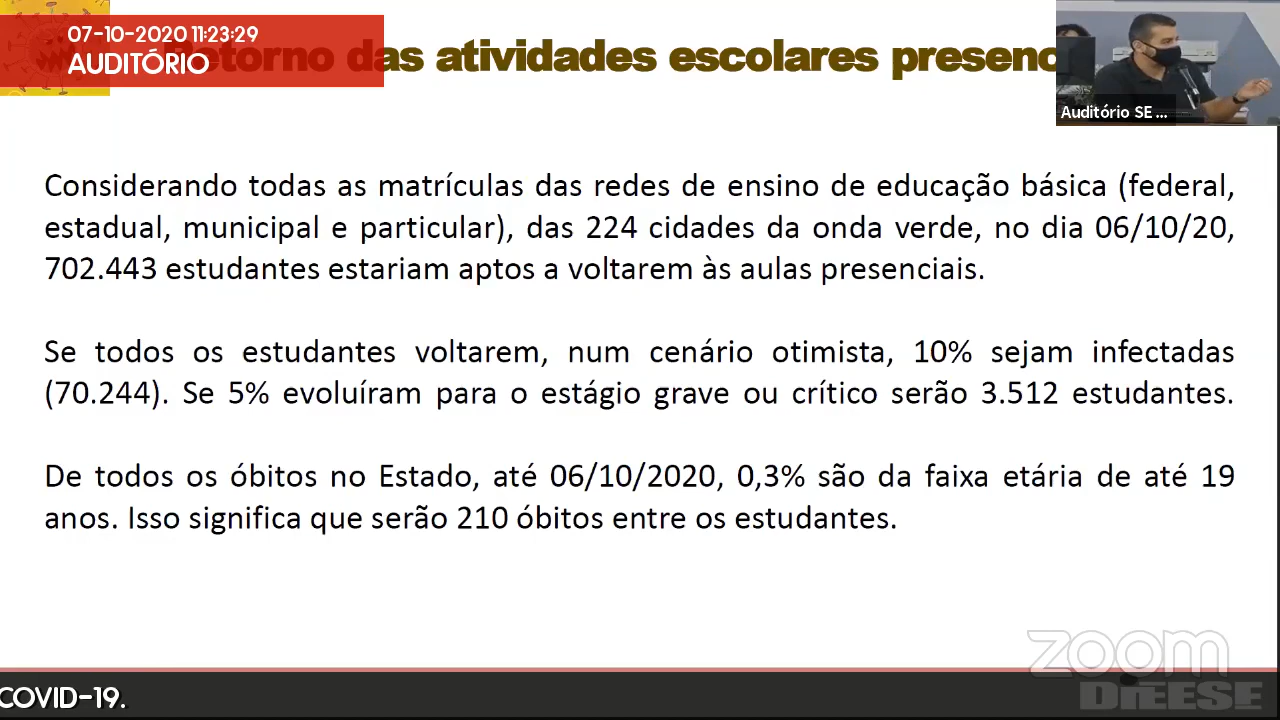 07-10-2020 11:23:29
AUDITÓRIO
etorno das atividades escolares presenc
Auditório SE ...
Considerando todas as matrículas das redes de ensino de educação básica (federal,
estadual, municipal e particular), das 224 cidades da onda verde, no dia 06/10/20,
702.443 estudantes estariam aptos a voltarem às aulas presenciais.
Se todos os estudantes voltarem, num cenário otimista, 10% sejam infectadas
(70.244). Se 5% evoluíram para o estágio grave ou crítico serão 3.512 estudantes.
De todos os óbitos no Estado, até 06/10/2020, 0,3% são da faixa etária de até 19
anos. Isso significa que serão 210 óbitos entre os estudantes.
zoom
DIEESE
COVID-19.